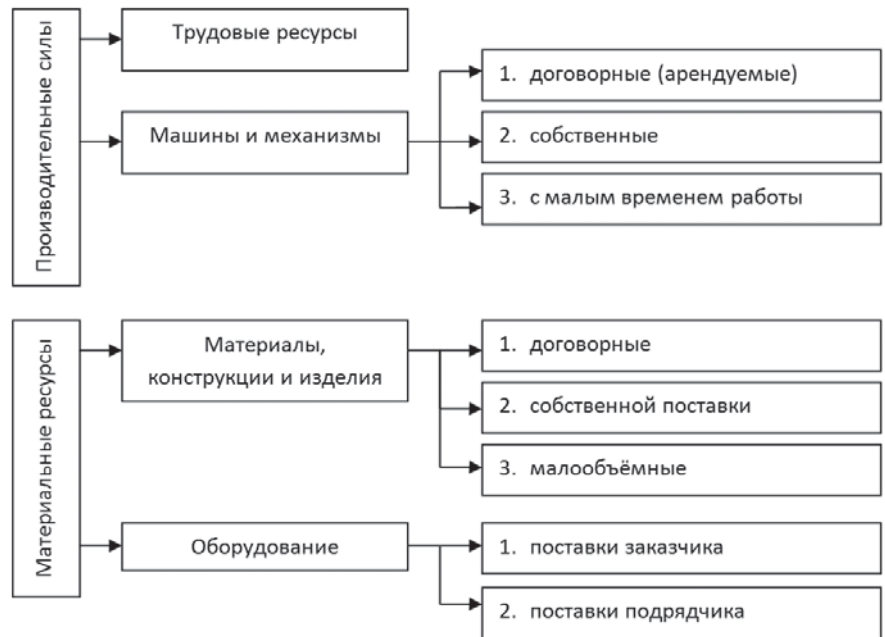 Производительные силы
Трудовые ресурсы
Машины и механизмы
1. договорные (арендуемые)
2. собственные
3. с малым временем работы
Материальные ресурсы
Материалы,
конструкции и изделия
1. договорные
2. собственной поставки
3. малообъёмные
Оборудование
1. поставки заказчика
2. поставки подрядчика